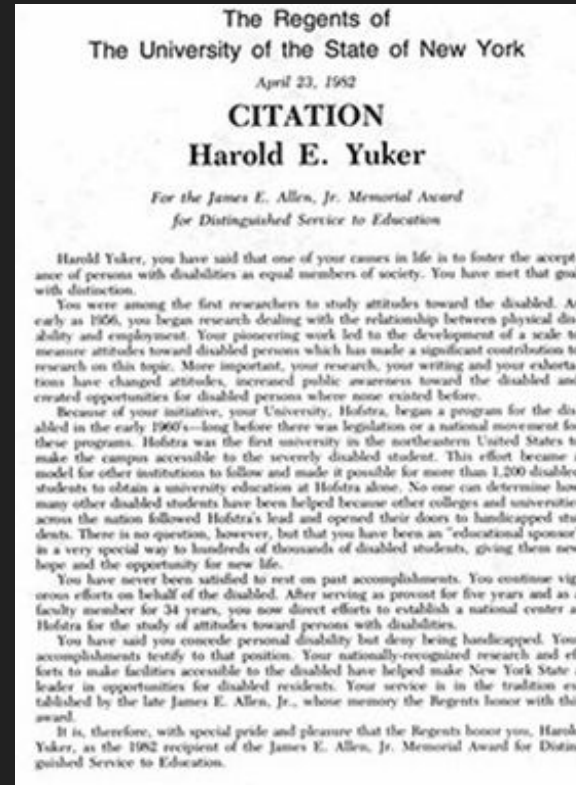 The Regents of
The University of the State of New York
April 23, 1982
CITATION
Harold E. Yuker
For the James E. Allen, Jr. Memorial Award
for Distinguished Service to Education
Harold Yuker, you have said that one of your causes in life is to foster the accept-
ance of persons with disabilities as equal members of society. You have met that goa
with distinction.
You were among the first researchers to study attitudes toward the disabled. A
early as 1956, you began research dealing with the relationship between physical dis
ability and employment. Your pioneering work led to the development of a scale to
measure attitudes toward disabled persons which has made a significant contribution to
research on this topic. More important, your research, your writing and your exhorta
tions have changed attitudes, increased public awareness toward the disabled and
created opportunities for disabled persons where none existed before.
Because of your initiative, your University, Hofstra, began a program for the dis
abled in the early 1960's—long before there was legislation or a national movement fo
these programs. Hofstra was the first university in the northeastern United States to
make the campus accessible to the severely disabled student. This effort became a
model for other institutions to follow and made it possible for more than 1,200 disabled
students to obtain a university education at Hofstra alone. No one can determine how
many other disabled students have been helped because other colleges and universitie
across the nation followed Hofstra's lead and opened their doors to handicapped stu
dents. There is no question, however, but that you have been an "educational sponsor"
in a very special way to hundreds of thousands of disabled students, giving them new
hope and the opportunity for new life.
You have never been satisfied to rest on past accomplishments. You continue vig
orous efforts on behalf of the disabled. After serving as provost for five years and as a
faculty member for 34 years, you now direct efforts to establish a national center a
Hofstra for the study of attitudes toward persons with disabilities.
You have said you concede personal disability but deny being handicapped. You
accomplishments testify to that position. Your nationally-recognized research and ef
forts to make facilities accessible to the disabled have helped make New York State a
leader in opportunities for disabled residents. Your service is in the tradition es
tablished by the late James E. Allen, Jr., whose memory the Regents honor with this
award.
It is, therefore, with special pride and pleasure that the Regents honor you, Harold
Yuker, as the 1982 recipient of the James E. Allen, Jr. Memorial Award for Distin
guished Service to Education.